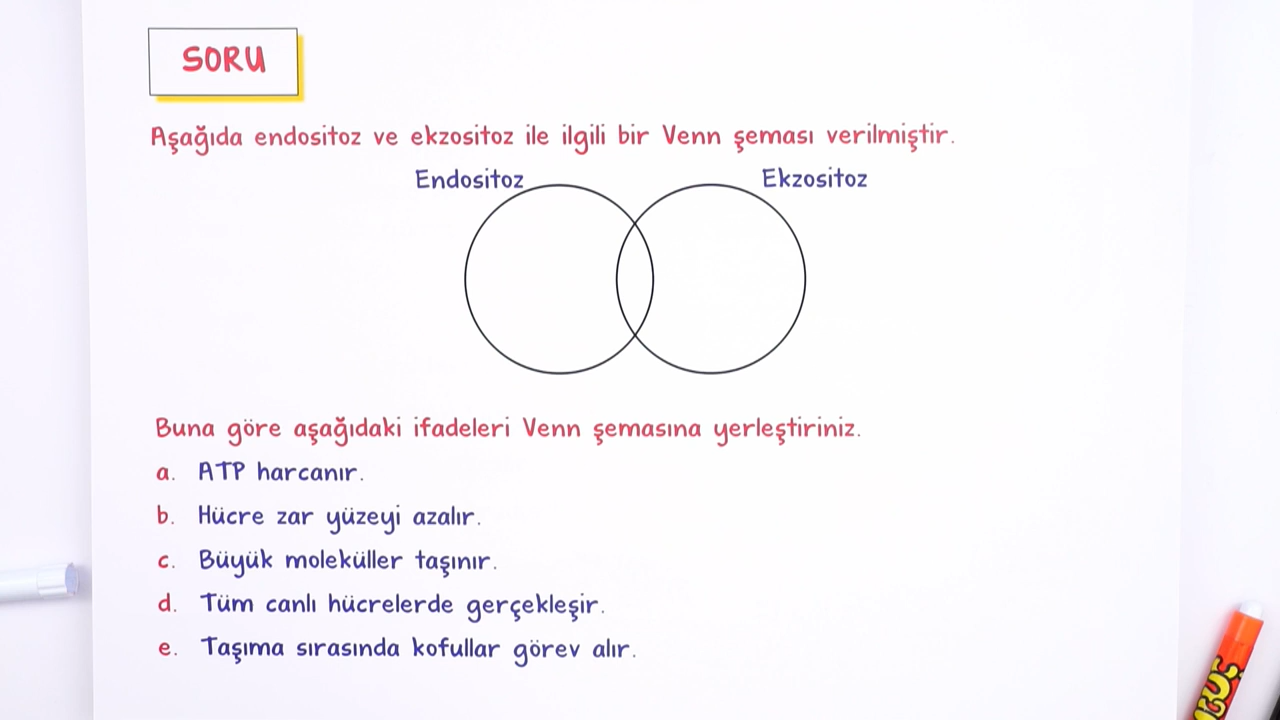 SORU
Aşağıda endositoz ve ekzositoz ile ilgili bir Venn şeması verilmiştir.
Endositoz
Ekzositoz
Buna göre aşağıdaki ifadeleri Venn şemasına yerleştiriniz.
a. ATP harcanır.
b. Hücre zar yüzeyi azalır.
c. Büyük moleküller taşınır.
d. Tüm canlı hücrelerde gerçekleşir.
e. Taşıma sırasında kofullar görev alır.